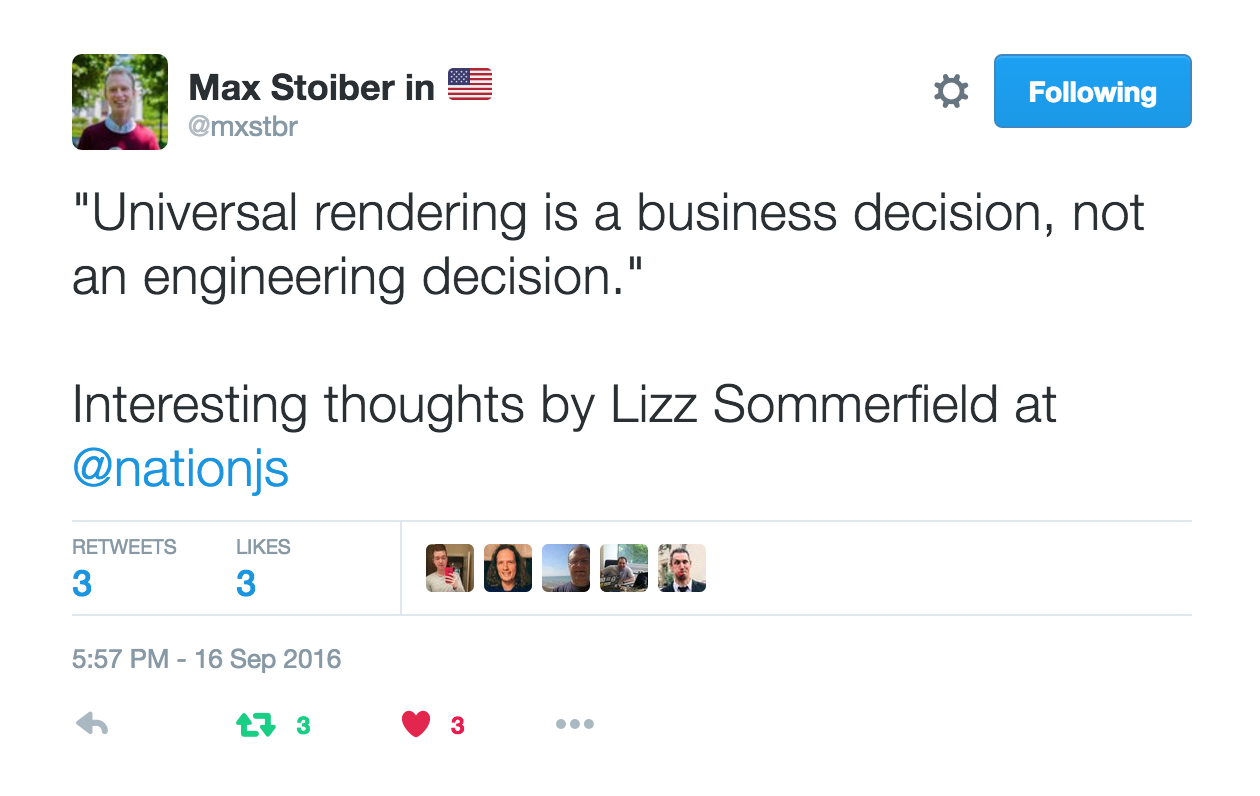 Max Stoiber in 🇺🇸
@mxstbr
Following
"Universal rendering is a business decision, not
an engineering decision."
Interesting thoughts by Lizz Sommerfield at
@nationjs
RETWEETS LIKES
3 3
5:57 PM - 16 Sep 2016
3 3